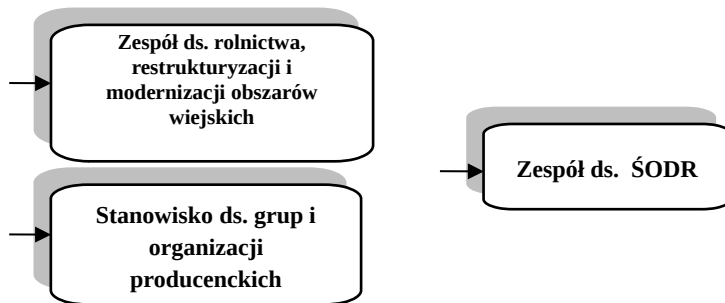 Zespół ds. rolnictwa,
restrukturyzacji i
modernizacji obszarów
wiejskich
Stanowisko ds. grup i
organizacji
producenckich
Zespół ds. ŚODR